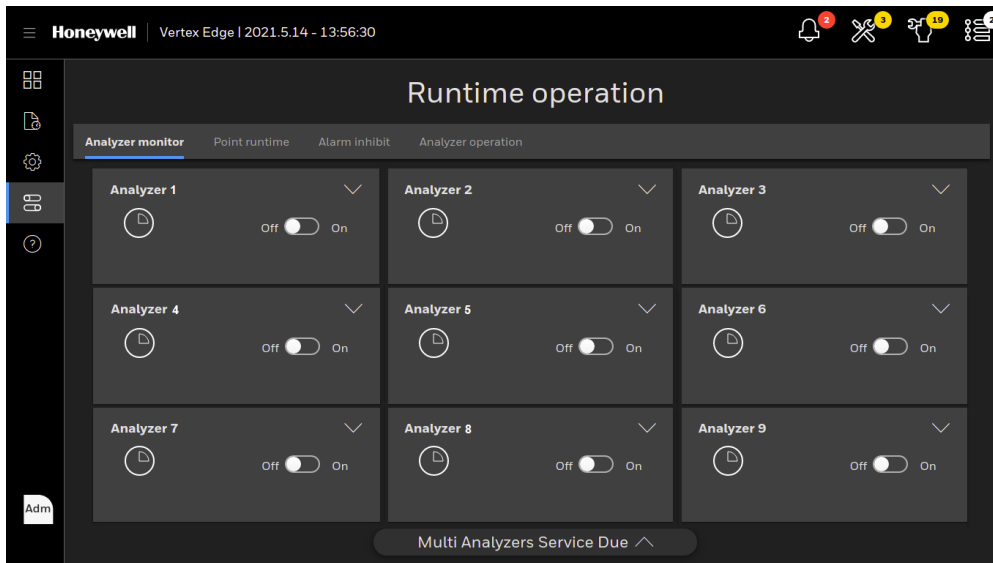 Honeywell Vertex Edge | 2021.5.14 - 13:56:30 2 3 19 2
Runtime operation
Analyzer monitor Point runtime Alarm inhibit Analyzer operation
Analyzer 1 Analyzer 2 Analyzer 3
Off On Off On Off On
Analyzer 4 Analyzer 5 Analyzer 6
Off On Off On Off On
Analyzer 7 Analyzer 8 Analyzer 9
Off On Off On Off On
Adm
Multi Analyzers Service Due